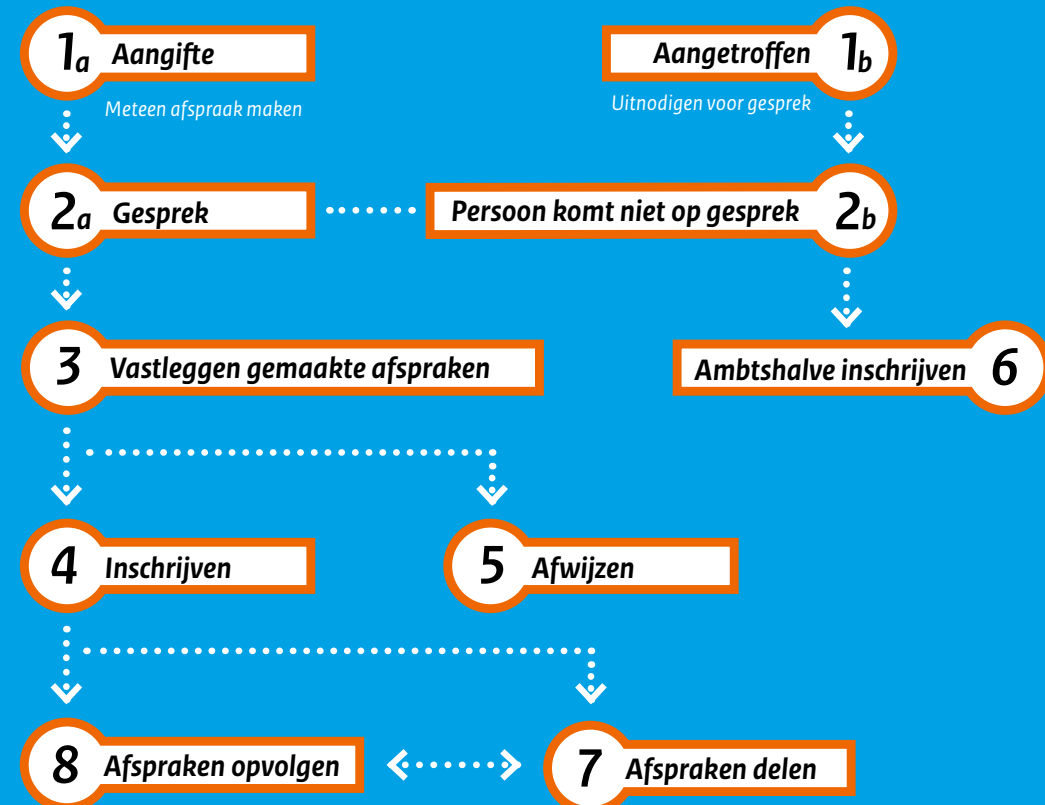 1a Aangifte
Meteen afspraak maken
Aangetroffen 1b
Uitnodigen voor gesprek
2a Gesprek
Persoon komt niet op gesprek 2b
3 Vastleggen gemaakte afspraken
Ambtshalve inschrijven 6
4 Inschrijven
5 Afwijzen
8 Afspraken opvolgen
7 Afspraken delen